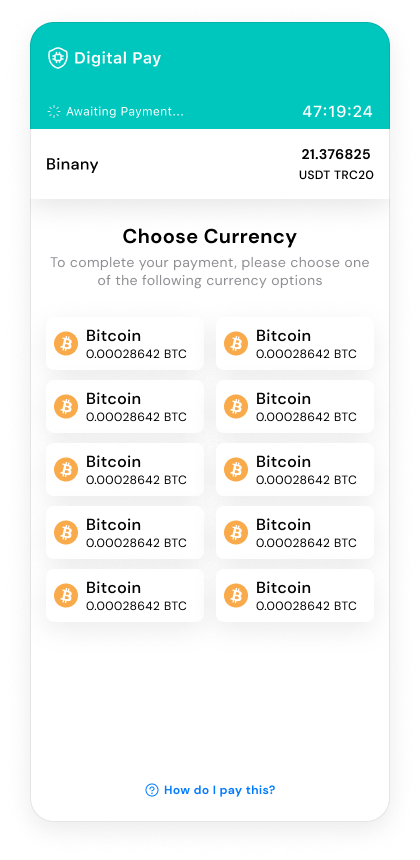 Digital Pay
Awaiting Payment...
47:19:24
Binany
21.376825
USDT TRC20
Choose Currency
To complete your payment, please choose one
of the following currency options
Bitcoin
0.00028642 BTC
Bitcoin
0.00028642 BTC
Bitcoin
0.00028642 BTC
Bitcoin
0.00028642 BTC
Bitcoin
0.00028642 BTC
Bitcoin
0.00028642 BTC
Bitcoin
0.00028642 BTC
Bitcoin
0.00028642 BTC
Bitcoin
0.00028642 BTC
Bitcoin
0.00028642 BTC
How do I pay this?